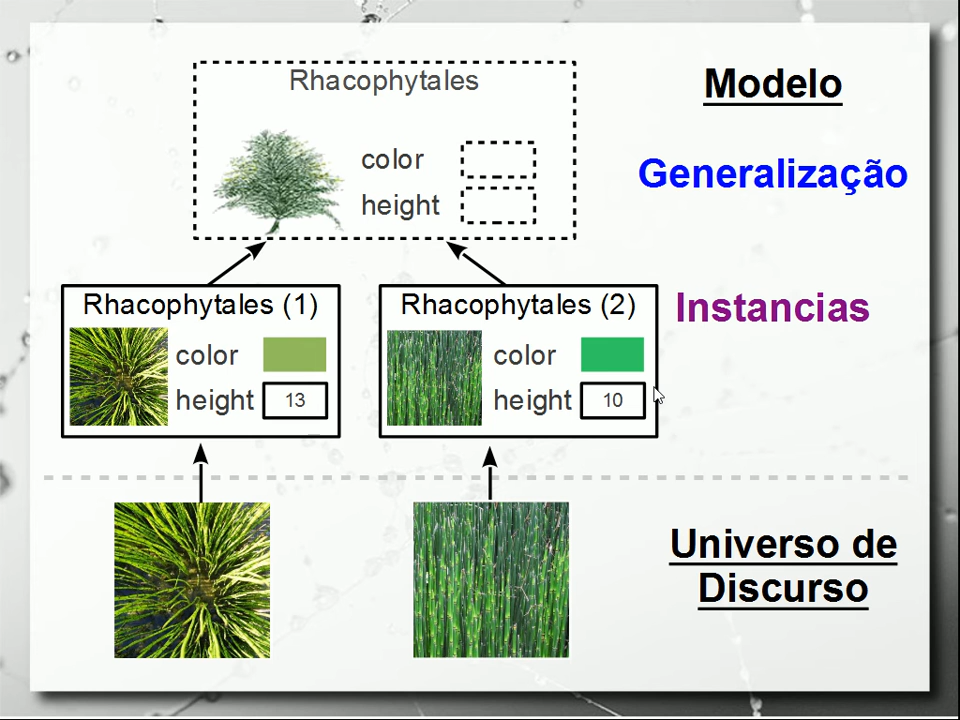 Rhacophytales
color
height
Modelo
Generalização
Rhacophytales (1)
color
height 13
Rhacophytales (2)
color
height 10
Instancias
Universo de
Discurso